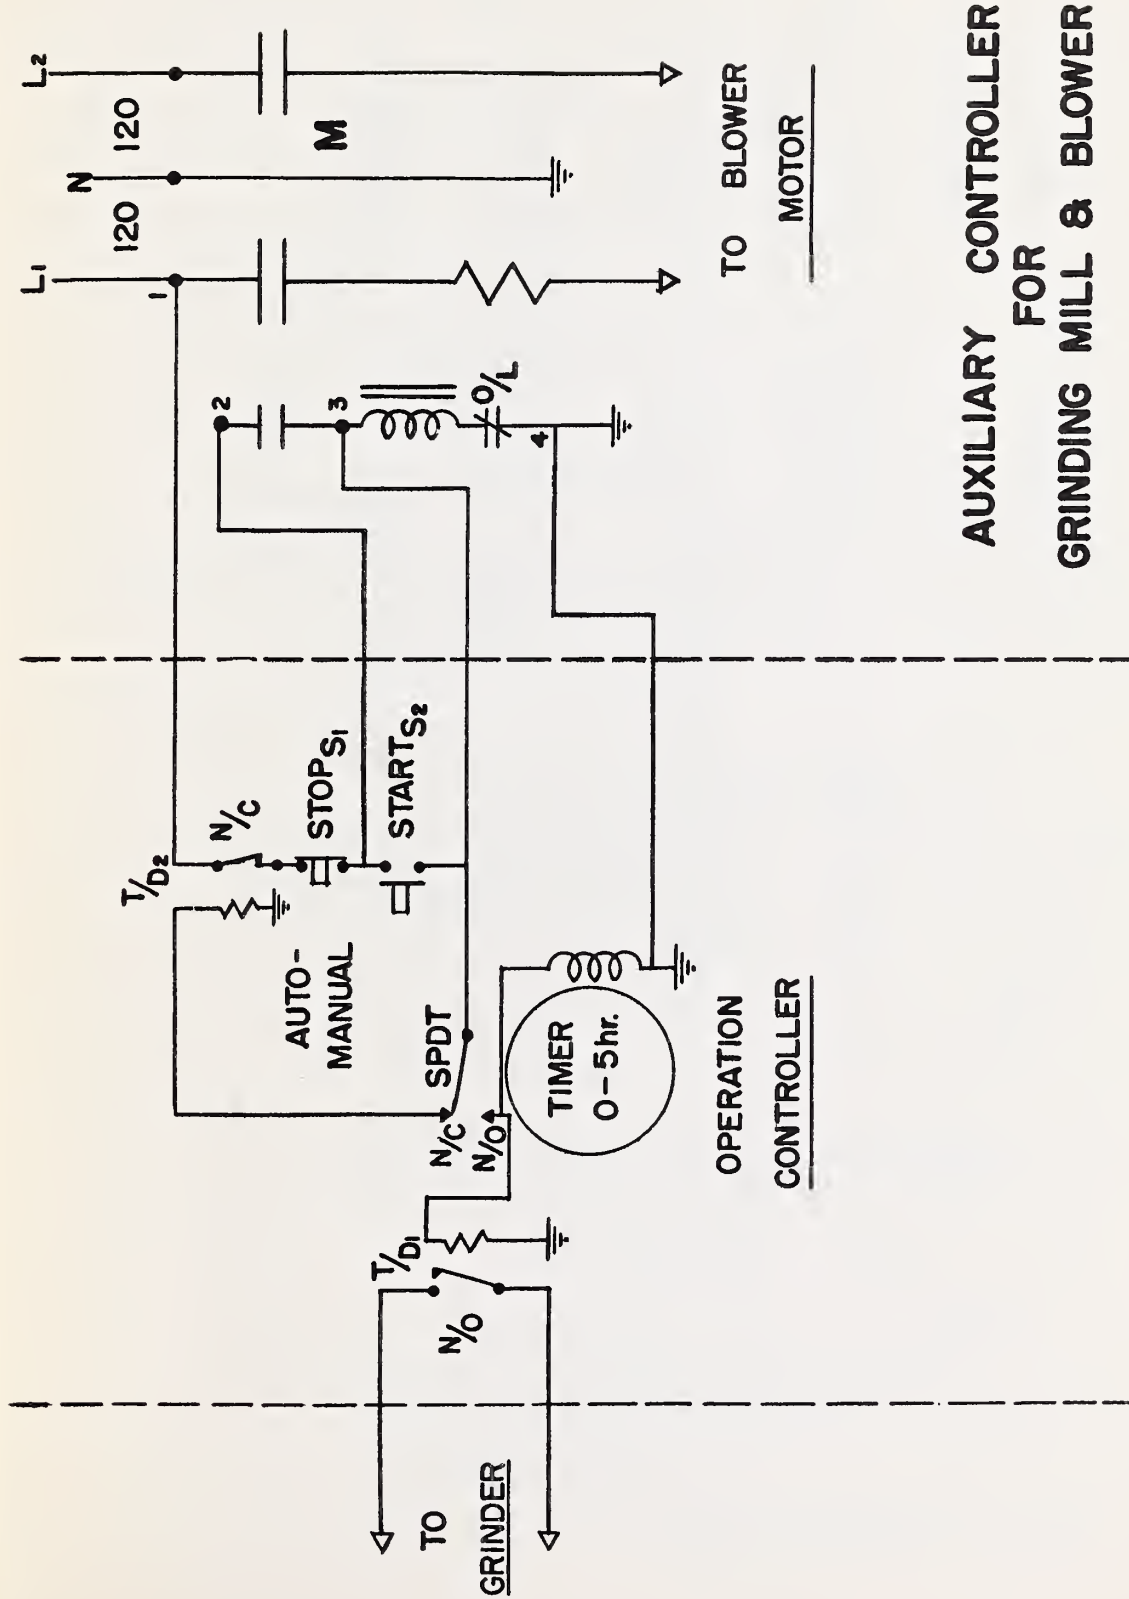 L1
120
N
120
L2
1
M
2
3
O/L
4
TO BLOWER
MOTOR
T/D2
N/C
STOP S1
START S2
AUTO-
MANUAL
SPDT
N/C
N/O
TIMER
0-5hr.
T/D1
N/O
OPERATION
CONTROLLER
TO
GRINDER
AUXILIARY CONTROLLER
FOR
GRINDING MILL & BLOWER